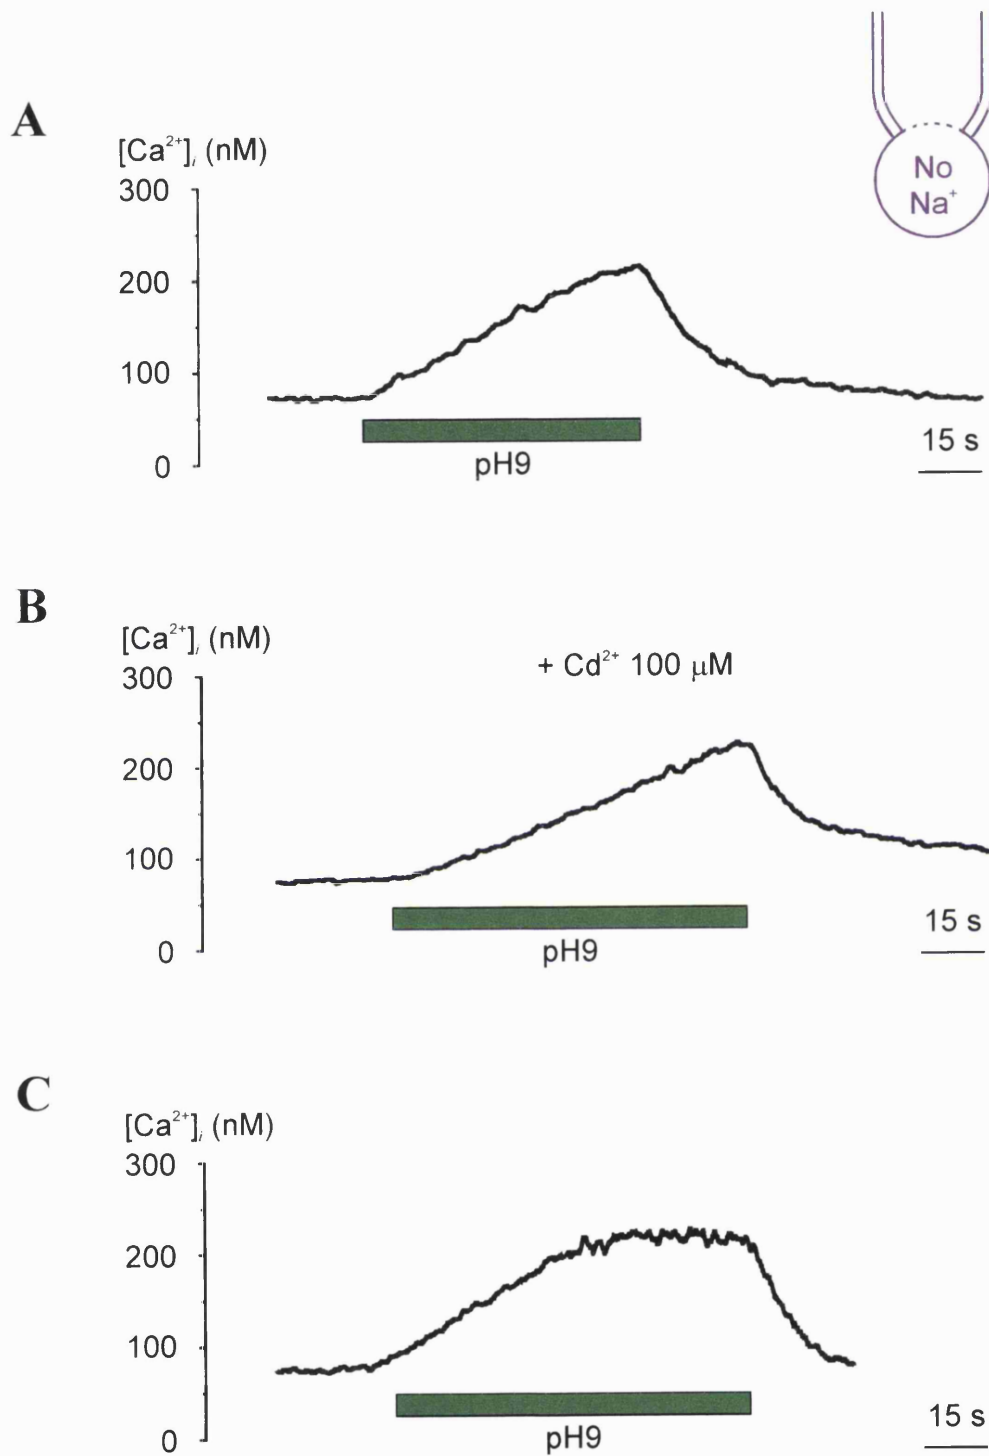 A
[Ca²⁺]ᵢ (nM)
300
200
100
0
No
Na⁺
pH9
15 s
B
[Ca²⁺]ᵢ (nM)
+ Cd²⁺ 100 μM
300
200
100
0
pH9
15 s
C
[Ca²⁺]ᵢ (nM)
300
200
100
0
pH9
15 s